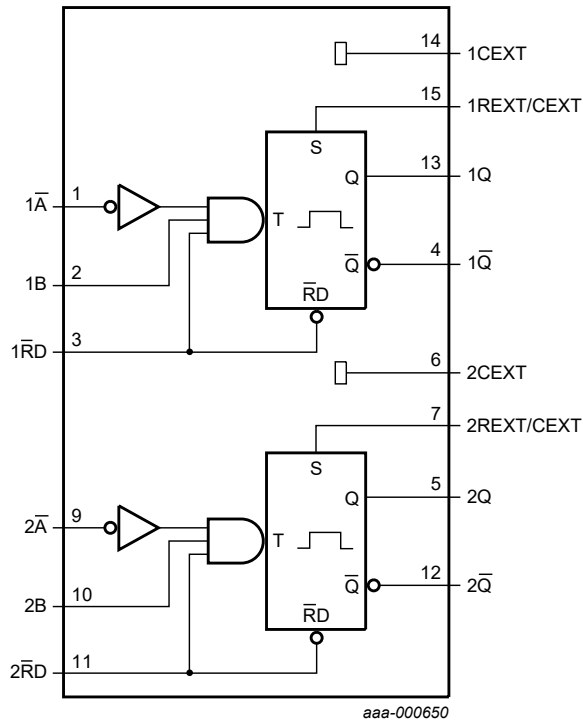 14 1CEXT
15 1REXT/CEXT
S
Q 13 1Q
1A̅ 1
T
Q̅ 4 1Q̅
1B 2
R̅D
1R̅D 3
6 2CEXT
7 2REXT/CEXT
S
Q 5 2Q
2A̅ 9
T
Q̅ 12 2Q̅
2B 10
R̅D
2R̅D 11
aaa-000650